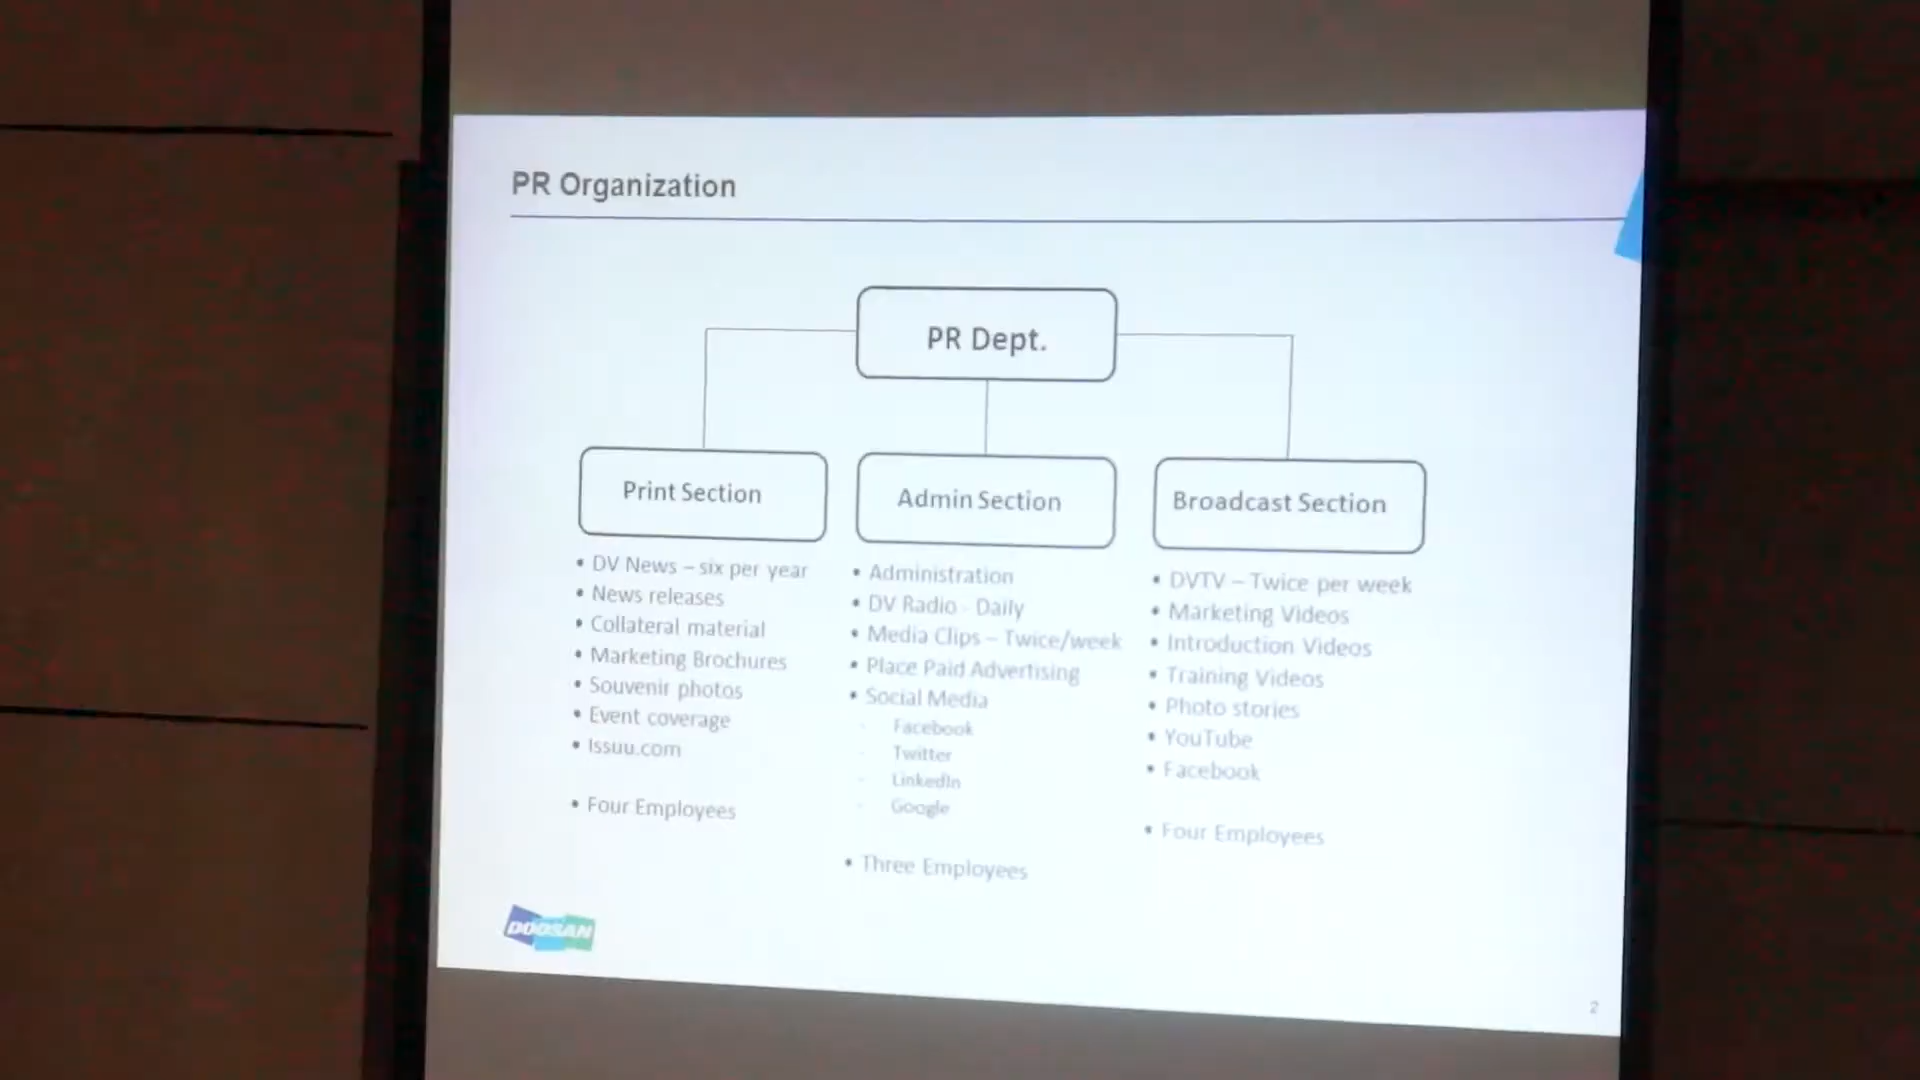 PR Organization
PR Dept.
Print Section
• DV News – six per year
• News releases
• Collateral material
• Marketing Brochures
• Souvenir photos
• Event coverage
• Issuu.com
• Four Employees
Admin Section
• Administration
• DV Radio - Daily
• Media Clips – Twice/week
• Place Paid Advertising
• Social Media
- Facebook
- Twitter
- LinkedIn
- Google
• Three Employees
Broadcast Section
• DVTV – Twice per week
• Marketing Videos
• Introduction Videos
• Training Videos
• Photo stories
• YouTube
• Facebook
• Four Employees
DOOSAN
2